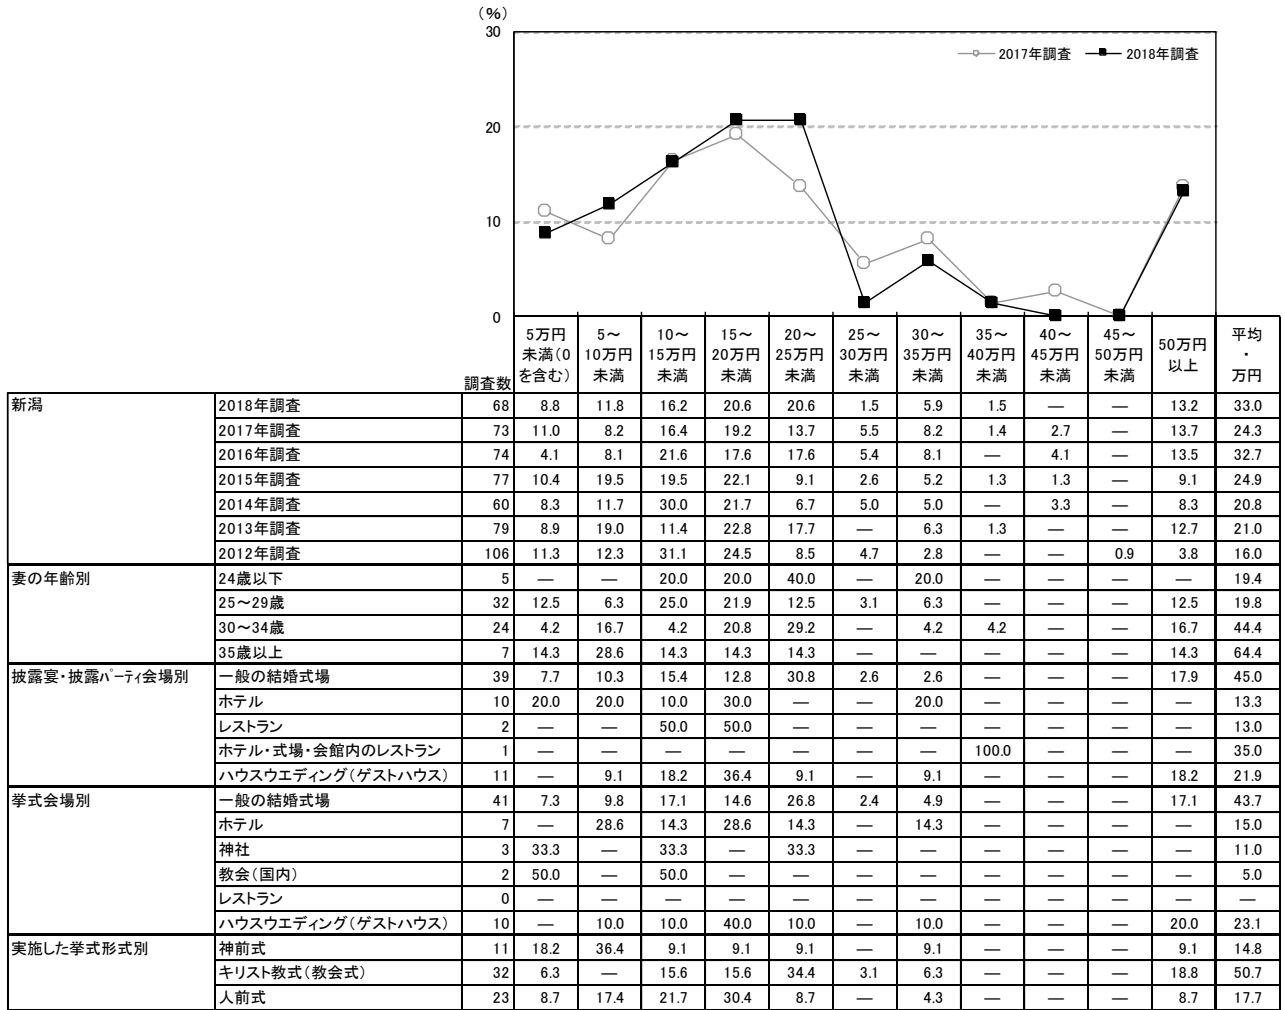 (％)
30
20
10
0
2017年調査 2018年調査
調査数 5万円未満(0を含む) 5～10万円未満 10～15万円未満 15～20万円未満 20～25万円未満 25～30万円未満 30～35万円未満 35～40万円未満 40～45万円未満 45～50万円未満 50万円以上 平均・万円
新潟 2018年調査 68 8.8 11.8 16.2 20.6 20.6 1.5 5.9 1.5 ― ― 13.2 33.0
2017年調査 73 11.0 8.2 16.4 19.2 13.7 5.5 8.2 1.4 2.7 ― 13.7 24.3
2016年調査 74 4.1 8.1 21.6 17.6 17.6 5.4 8.1 ― 4.1 ― 13.5 32.7
2015年調査 77 10.4 19.5 19.5 22.1 9.1 2.6 5.2 1.3 1.3 ― 9.1 24.9
2014年調査 60 8.3 11.7 30.0 21.7 6.7 5.0 5.0 ― 3.3 ― 8.3 20.8
2013年調査 79 8.9 19.0 11.4 22.8 17.7 ― 6.3 1.3 ― ― 12.7 21.0
2012年調査 106 11.3 12.3 31.1 24.5 8.5 4.7 2.8 ― ― 0.9 3.8 16.0
妻の年齢別 24歳以下 5 ― ― 20.0 20.0 40.0 ― 20.0 ― ― ― ― 19.4
25～29歳 32 12.5 6.3 25.0 21.9 12.5 3.1 6.3 ― ― ― 12.5 19.8
30～34歳 24 4.2 16.7 4.2 20.8 29.2 ― 4.2 4.2 ― ― 16.7 44.4
35歳以上 7 14.3 28.6 14.3 14.3 14.3 ― ― ― ― ― 14.3 64.4
披露宴・披露ﾊﾟｰﾃｨ会場別 一般の結婚式場 39 7.7 10.3 15.4 12.8 30.8 2.6 2.6 ― ― ― 17.9 45.0
ホテル 10 20.0 20.0 10.0 30.0 ― ― 20.0 ― ― ― ― 13.3
レストラン 2 ― ― 50.0 50.0 ― ― ― ― ― ― ― 13.0
ホテル・式場・会館内のレストラン 1 ― ― ― ― ― ― ― 100.0 ― ― ― 35.0
ハウスウエディング(ゲストハウス) 11 ― 9.1 18.2 36.4 9.1 ― 9.1 ― ― ― 18.2 21.9
挙式会場別 一般の結婚式場 41 7.3 9.8 17.1 14.6 26.8 2.4 4.9 ― ― ― 17.1 43.7
ホテル 7 ― 28.6 14.3 28.6 14.3 ― 14.3 ― ― ― ― 15.0
神社 3 33.3 ― 33.3 ― 33.3 ― ― ― ― ― ― 11.0
教会(国内) 2 50.0 ― 50.0 ― ― ― ― ― ― ― ― 5.0
レストラン 0 ― ― ― ― ― ― ― ― ― ― ― ―
ハウスウエディング(ゲストハウス) 10 ― 10.0 10.0 40.0 10.0 ― 10.0 ― ― ― 20.0 23.1
実施した挙式形式別 神前式 11 18.2 36.4 9.1 9.1 9.1 ― 9.1 ― ― ― 9.1 14.8
キリスト教式(教会式) 32 6.3 ― 15.6 15.6 34.4 3.1 6.3 ― ― ― 18.8 50.7
人前式 23 8.7 17.4 21.7 30.4 8.7 ― 4.3 ― ― ― 8.7 17.7